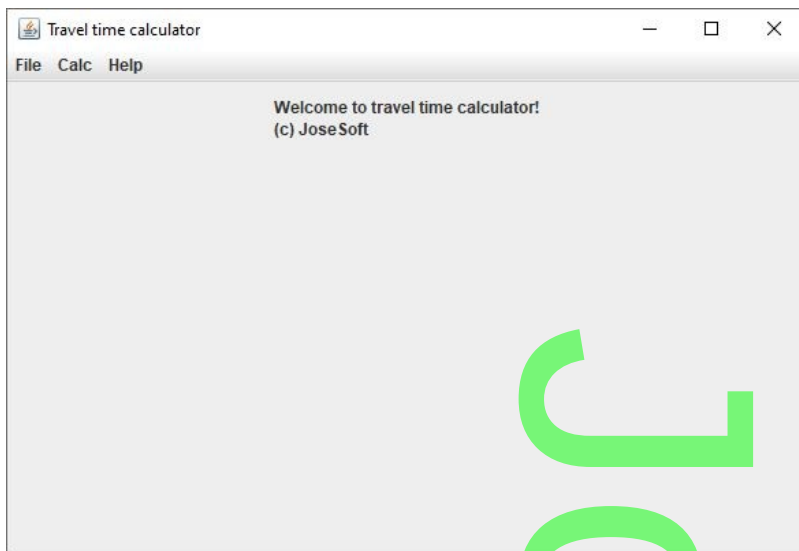 Travel time calculator
File Calc Help
Welcome to travel time calculator!
(c) JoseSoft
J